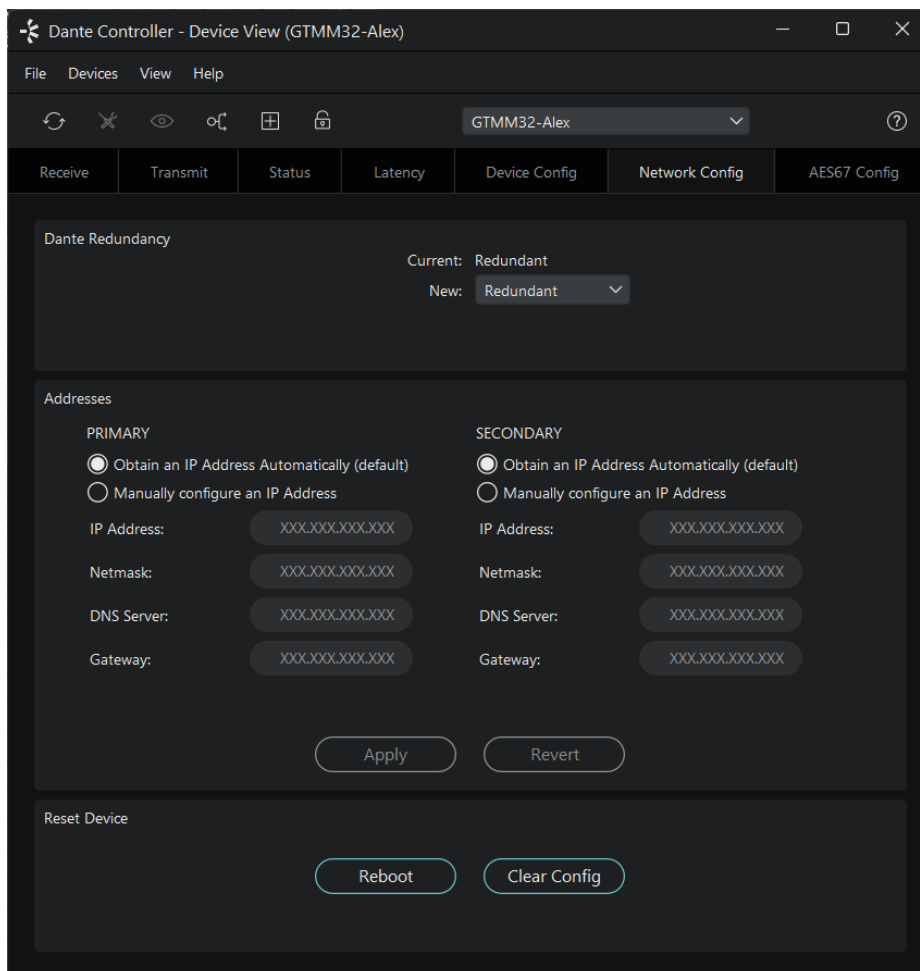 Dante Controller - Device View (GTMM32-Alex)
File Devices View Help
GTMM32-Alex
Receive Transmit Status Latency Device Config Network Config AES67 Config
Dante Redundancy
Current: Redundant
New: Redundant
Addresses
PRIMARY SECONDARY
Obtain an IP Address Automatically (default) Obtain an IP Address Automatically (default)
Manually configure an IP Address Manually configure an IP Address
IP Address: XXX.XXX.XXX.XXX IP Address: XXX.XXX.XXX.XXX
Netmask: XXX.XXX.XXX.XXX Netmask: XXX.XXX.XXX.XXX
DNS Server: XXX.XXX.XXX.XXX DNS Server: XXX.XXX.XXX.XXX
Gateway: XXX.XXX.XXX.XXX Gateway: XXX.XXX.XXX.XXX
Apply Revert
Reset Device
Reboot Clear Config